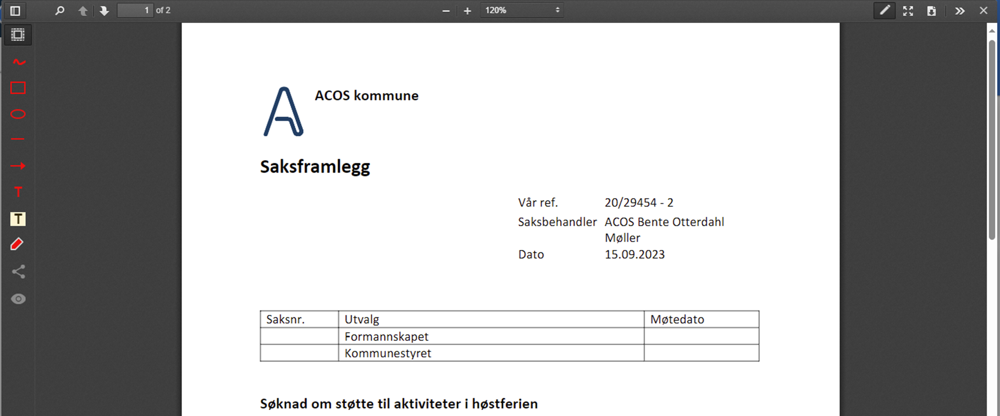 1 of 2
120%
T
T
ACOS kommune
Saksframlegg
Vår ref. 20/29454 - 2
Saksbehandler ACOS Bente Otterdahl
Møller
Dato 15.09.2023
Saksnr. Utvalg Møtedato
Formannskapet
Kommunestyret
Søknad om støtte til aktiviteter i høstferien